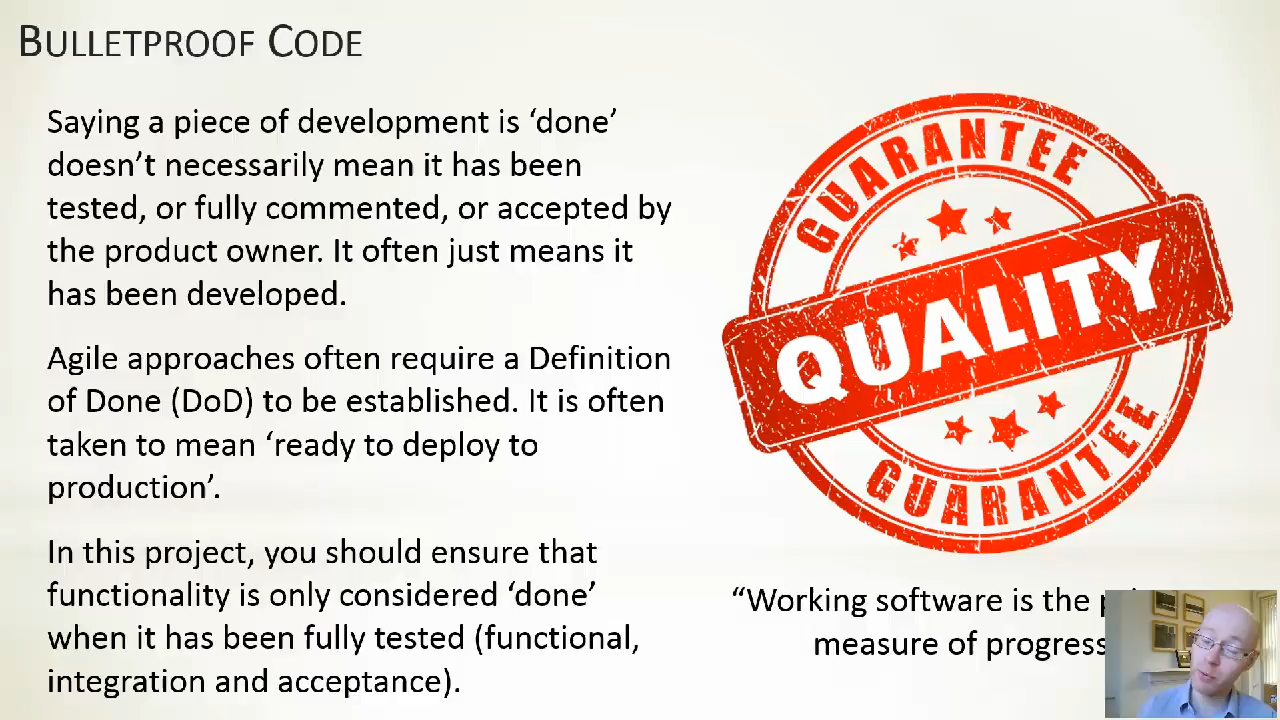 BULLETPROOF CODE
Saying a piece of development is ‘done’
doesn’t necessarily mean it has been
tested, or fully commented, or accepted by
the product owner. It often just means it
has been developed.
Agile approaches often require a Definition
of Done (DoD) to be established. It is often
taken to mean ‘ready to deploy to
production’.
In this project, you should ensure that
functionality is only considered ‘done’
when it has been fully tested (functional,
integration and acceptance).
GUARANTEE
QUALITY
GUARANTEE
“Working software is the
measure of progress